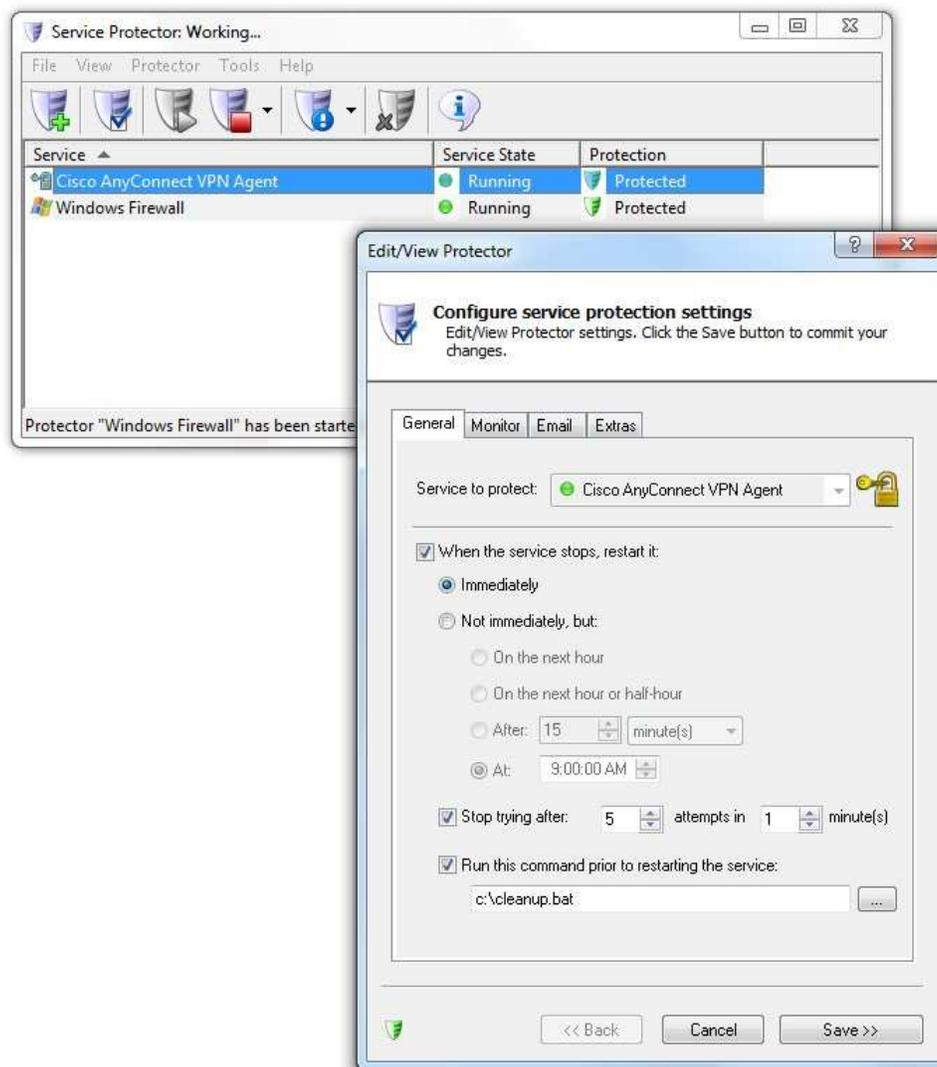 Service Protector: Working...
File View Protector Tools Help
Service Service State Protection
Cisco AnyConnect VPN Agent Running Protected
Windows Firewall Running Protected
Protector "Windows Firewall" has been starte
Edit/View Protector
Configure service protection settings
Edit/View Protector settings. Click the Save button to commit your
changes.
General Monitor Email Extras
Service to protect: Cisco AnyConnect VPN Agent
When the service stops, restart it:
Immediately
Not immediately, but:
On the next hour
On the next hour or half-hour
After: 15 minute(s)
At: 9:00:00 AM
Stop trying after: 5 attempts in 1 minute(s)
Run this command prior to restarting the service:
c:\cleanup.bat
...
<< Back Cancel Save >>